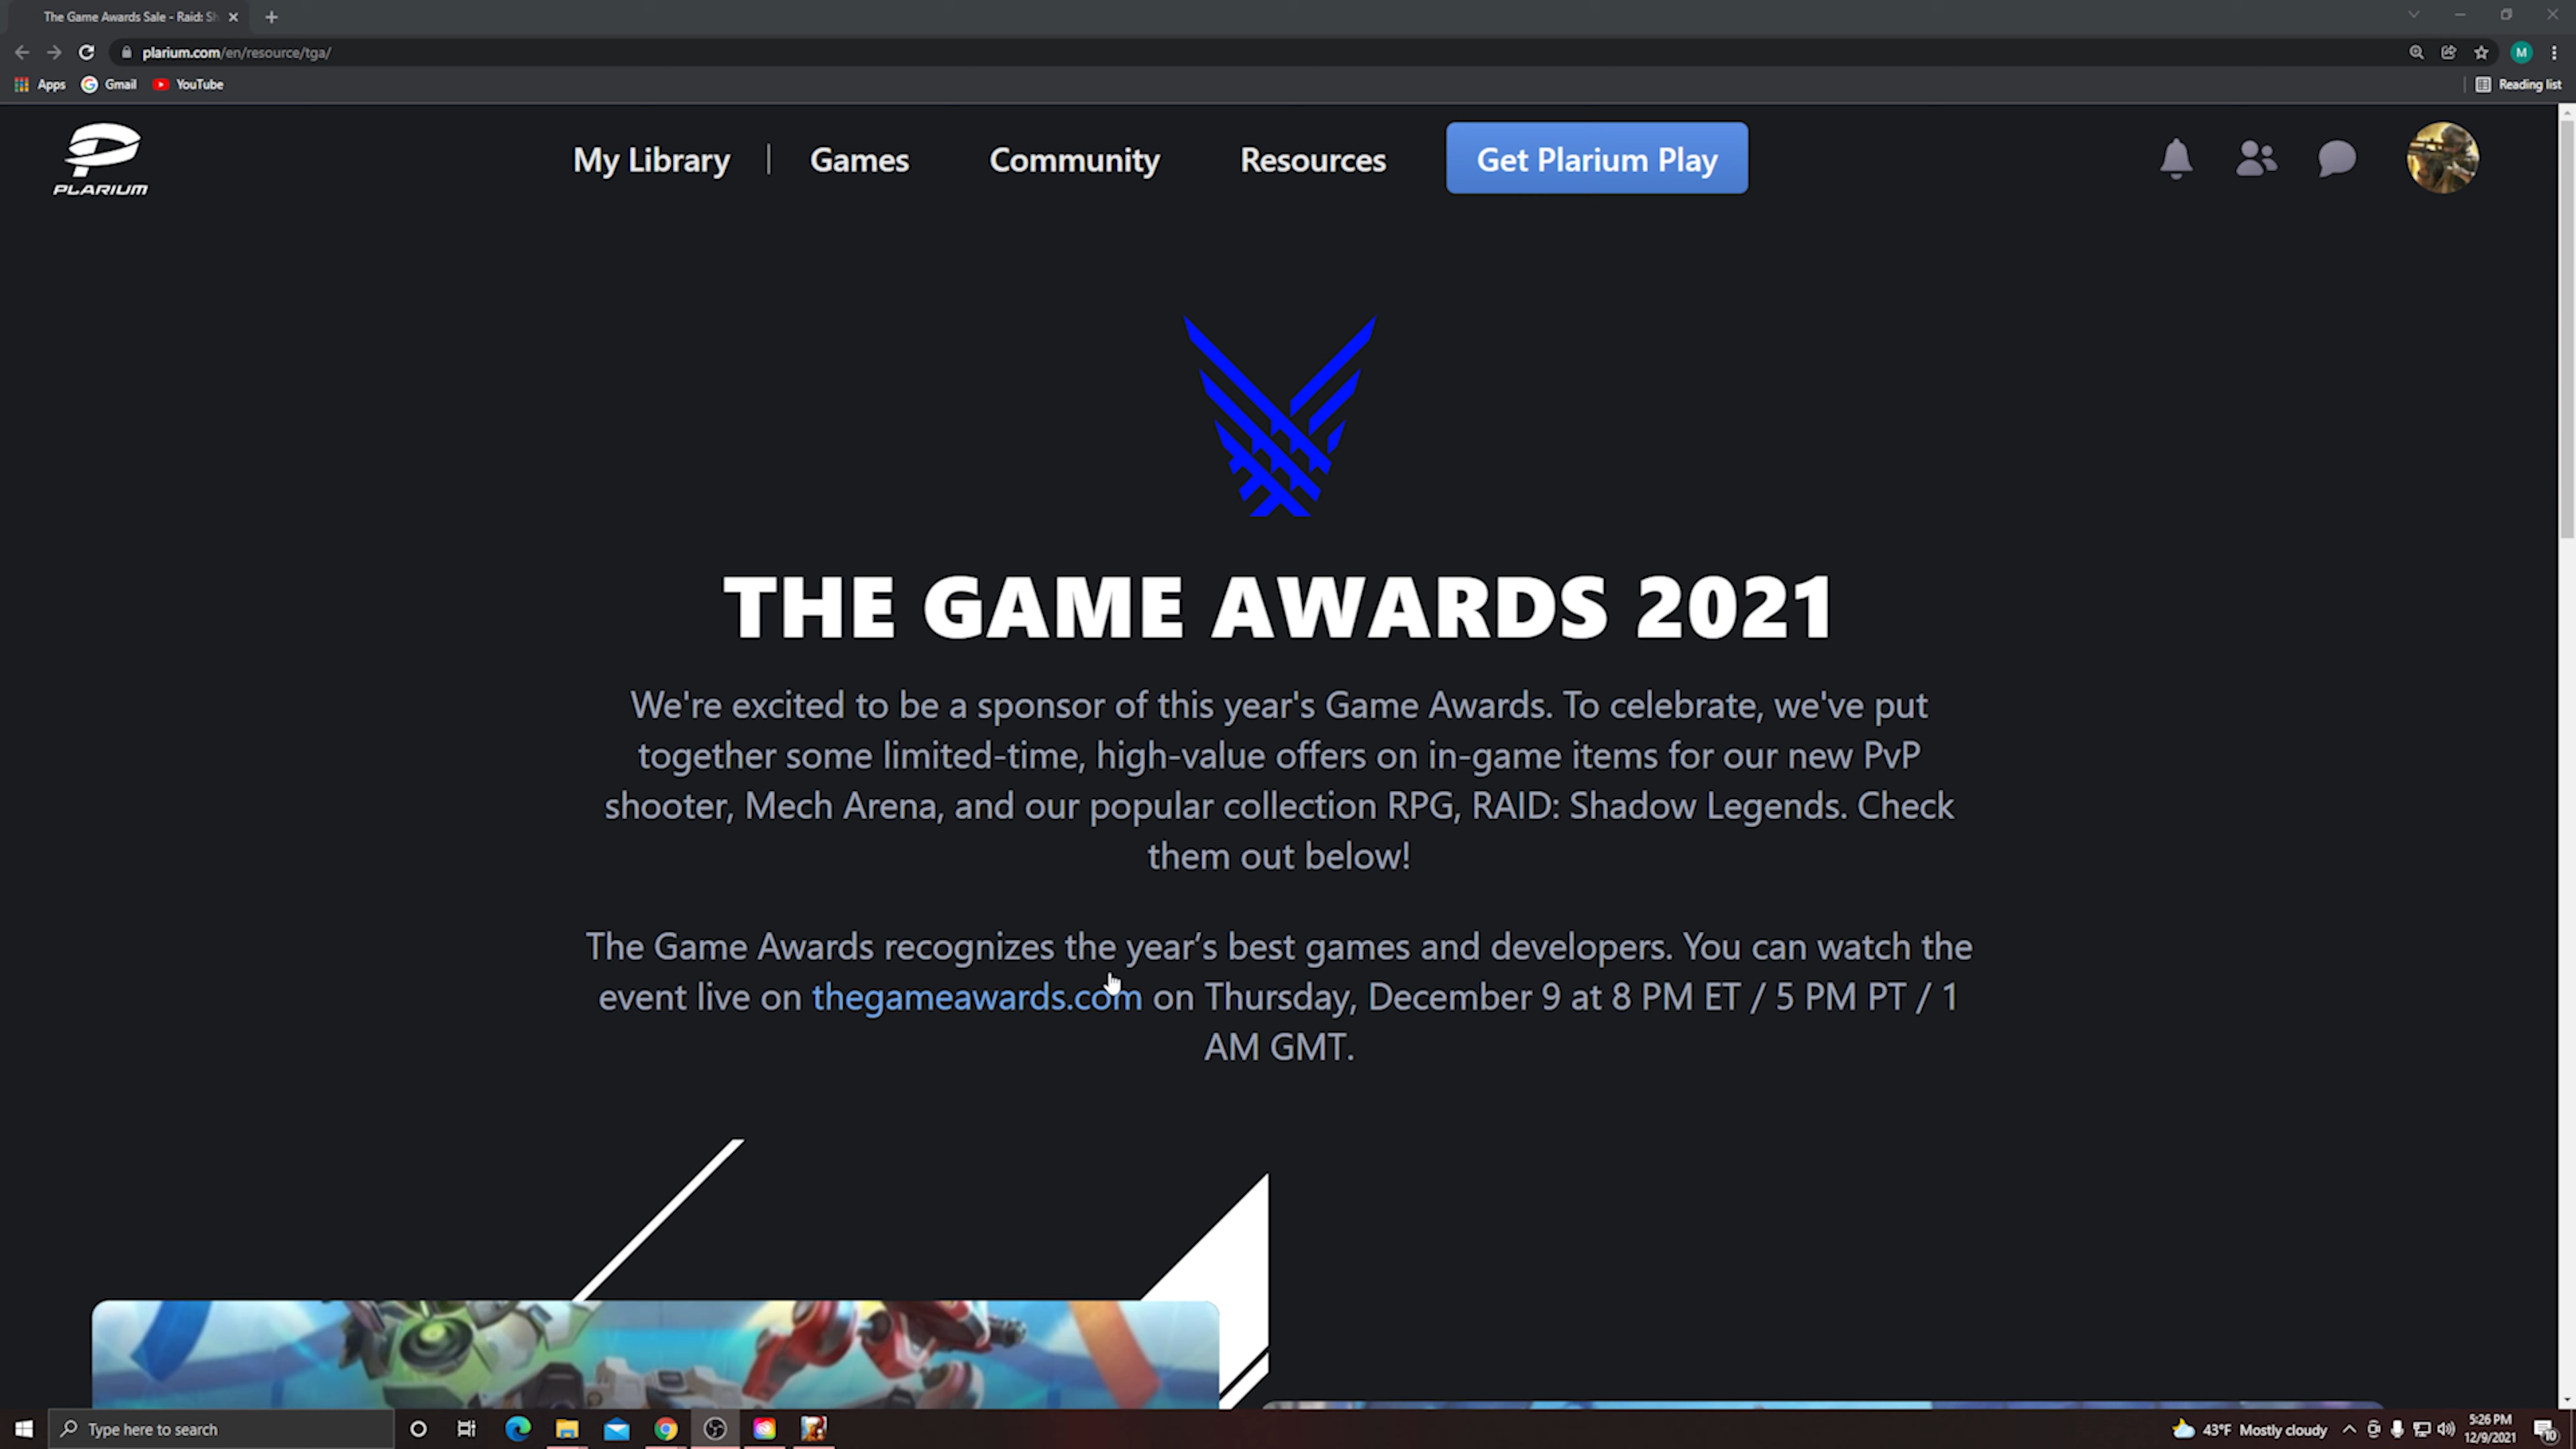 The Game Awards Sale - Raid: Sh
plarium.com/en/resource/tga/
M
Apps Gmail YouTube Reading list
PLARIUM
My Library | Games Community Resources Get Plarium Play
THE GAME AWARDS 2021
We're excited to be a sponsor of this year's Game Awards. To celebrate, we've put
together some limited-time, high-value offers on in-game items for our new PvP
shooter, Mech Arena, and our popular collection RPG, RAID: Shadow Legends. Check
them out below!
The Game Awards recognizes the year’s best games and developers. You can watch the
event live on thegameawards.com on Thursday, December 9 at 8 PM ET / 5 PM PT / 1
AM GMT.
Type here to search
43°F Mostly cloudy
5:26 PM
12/9/2021
10